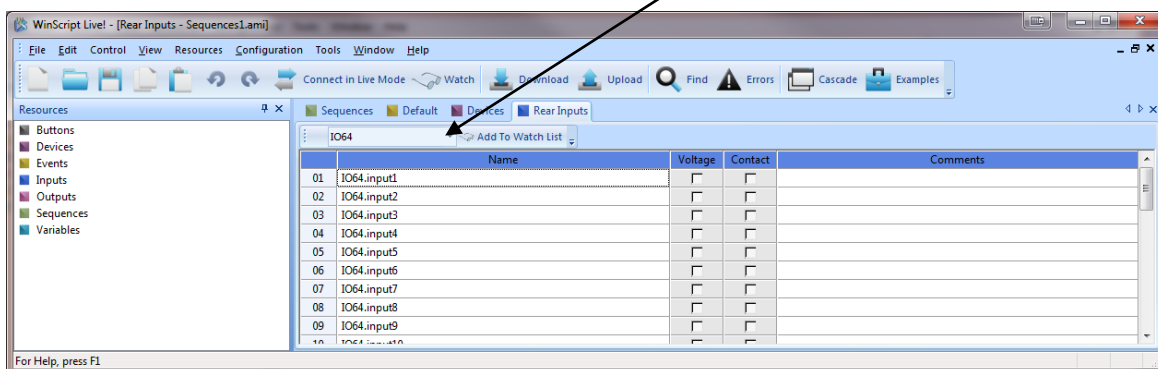 WinScript Live! - [Rear Inputs - Sequences1.ami]
File Edit Control View Resources Configuration Tools Window Help
Connect in Live Mode Watch Download Upload Find Errors Cascade Examples
Resources
Sequences Default Devices Rear Inputs
Buttons
Devices
Events
Inputs
Outputs
Sequences
Variables
IO64 Add To Watch List
Name Voltage Contact Comments
01 IO64.input1
02 IO64.input2
03 IO64.input3
04 IO64.input4
05 IO64.input5
06 IO64.input6
07 IO64.input7
08 IO64.input8
09 IO64.input9
10 IO64.input10
For Help, press F1